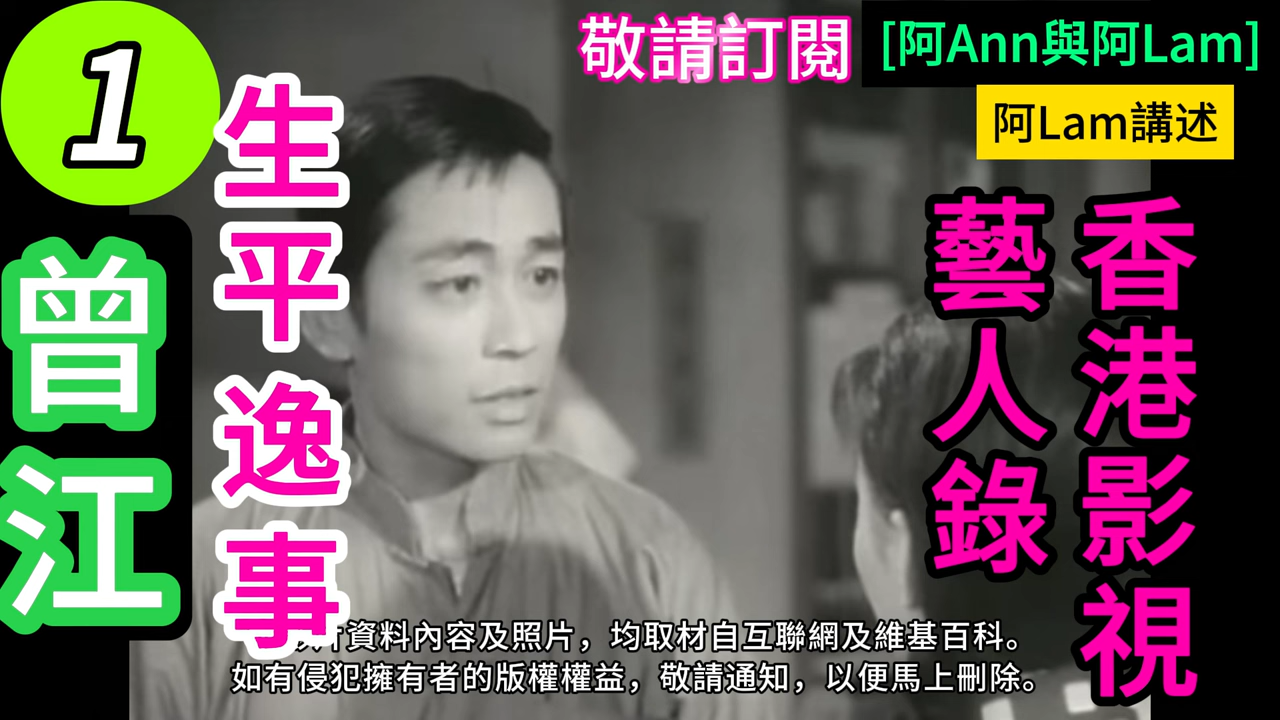 1
曾江
生平逸事
敬請訂閱
[阿Ann與阿Lam]
阿Lam講述
香港影視
藝人錄
資料內容及照片，均取材自互聯網及維基百科。
如有侵犯擁有者的版權權益，敬請通知，以便馬上刪除。